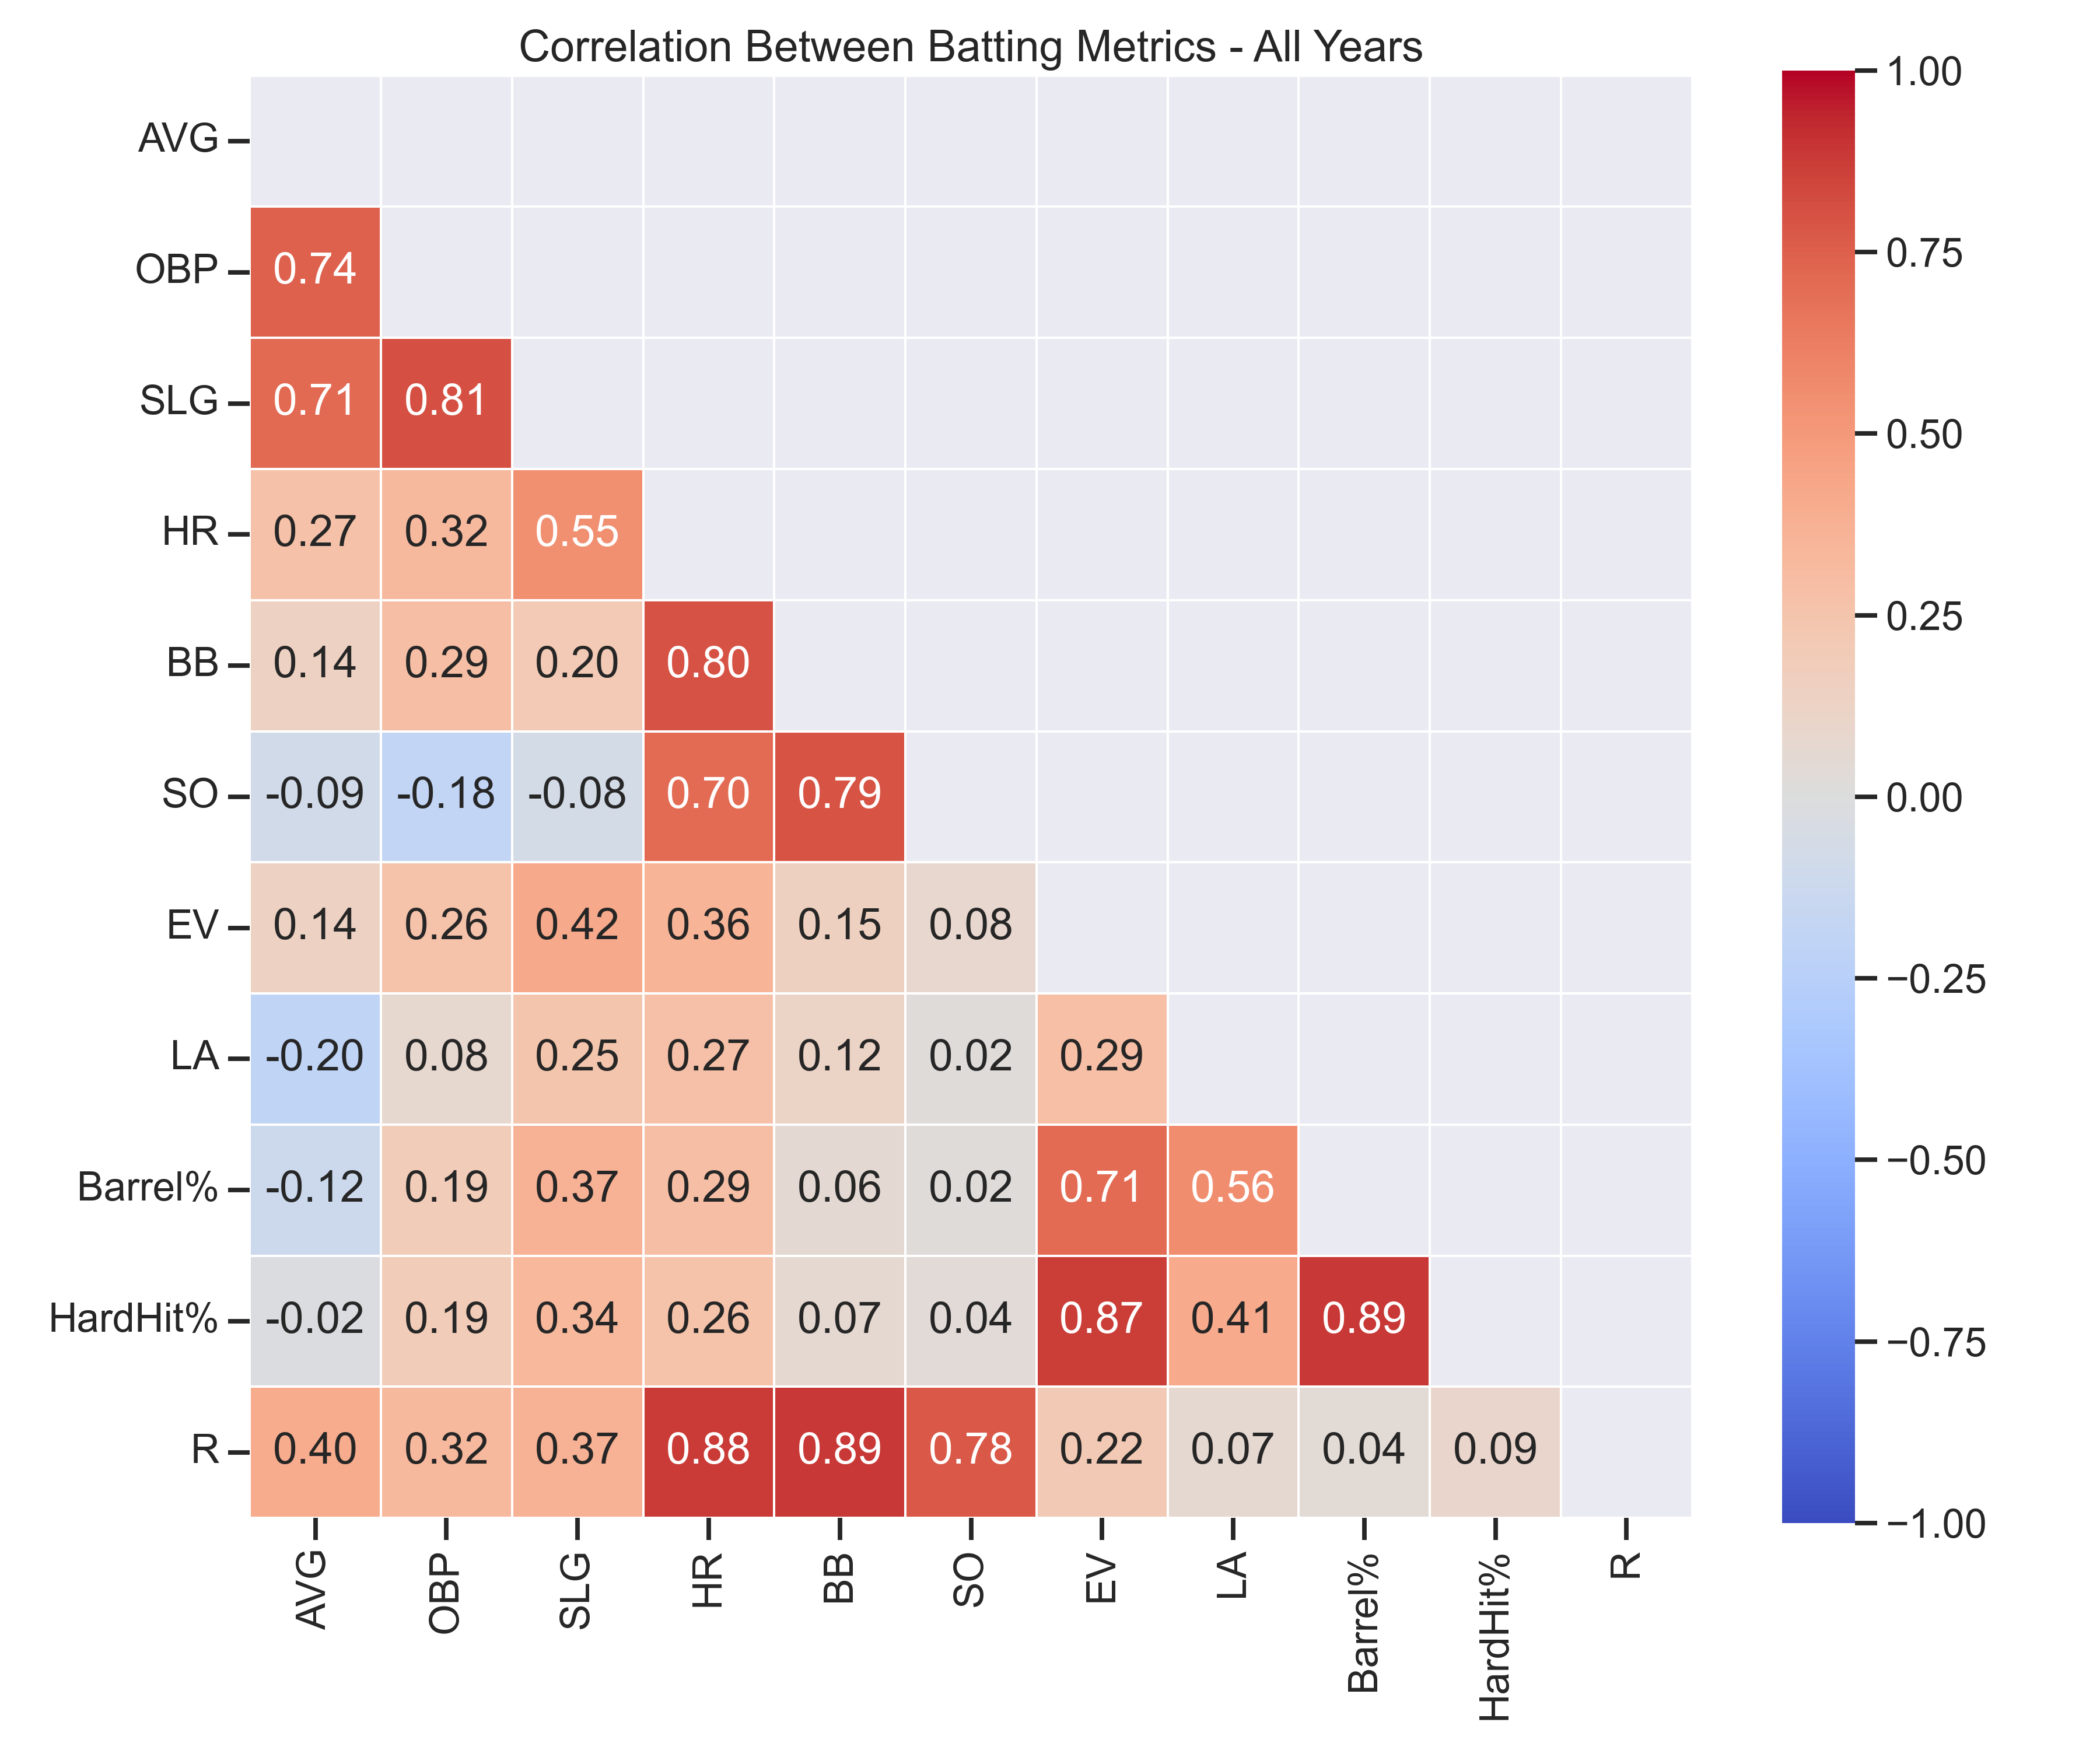 Correlation Between Batting Metrics - All Years
1.00
AVG
OBP 0.74 0.75
SLG 0.71 0.81
0.50
HR 0.27 0.32 0.55
0.25
BB 0.14 0.29 0.20 0.80
SO -0.09 -0.18 -0.08 0.70 0.79 0.00
EV 0.14 0.26 0.42 0.36 0.15 0.08
−0.25
LA -0.20 0.08 0.25 0.27 0.12 0.02 0.29
−0.50
Barrel% -0.12 0.19 0.37 0.29 0.06 0.02 0.71 0.56
HardHit% -0.02 0.19 0.34 0.26 0.07 0.04 0.87 0.41 0.89
−0.75
R 0.40 0.32 0.37 0.88 0.89 0.78 0.22 0.07 0.04 0.09
−1.00
AVG OBP SLG HR BB SO EV LA Barrel% HardHit% R